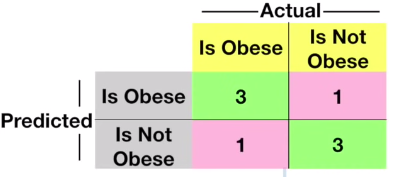 Actual
Is Obese
Is Not
Obese
Predicted
Is Obese
3
1
Is Not
Obese
1
3